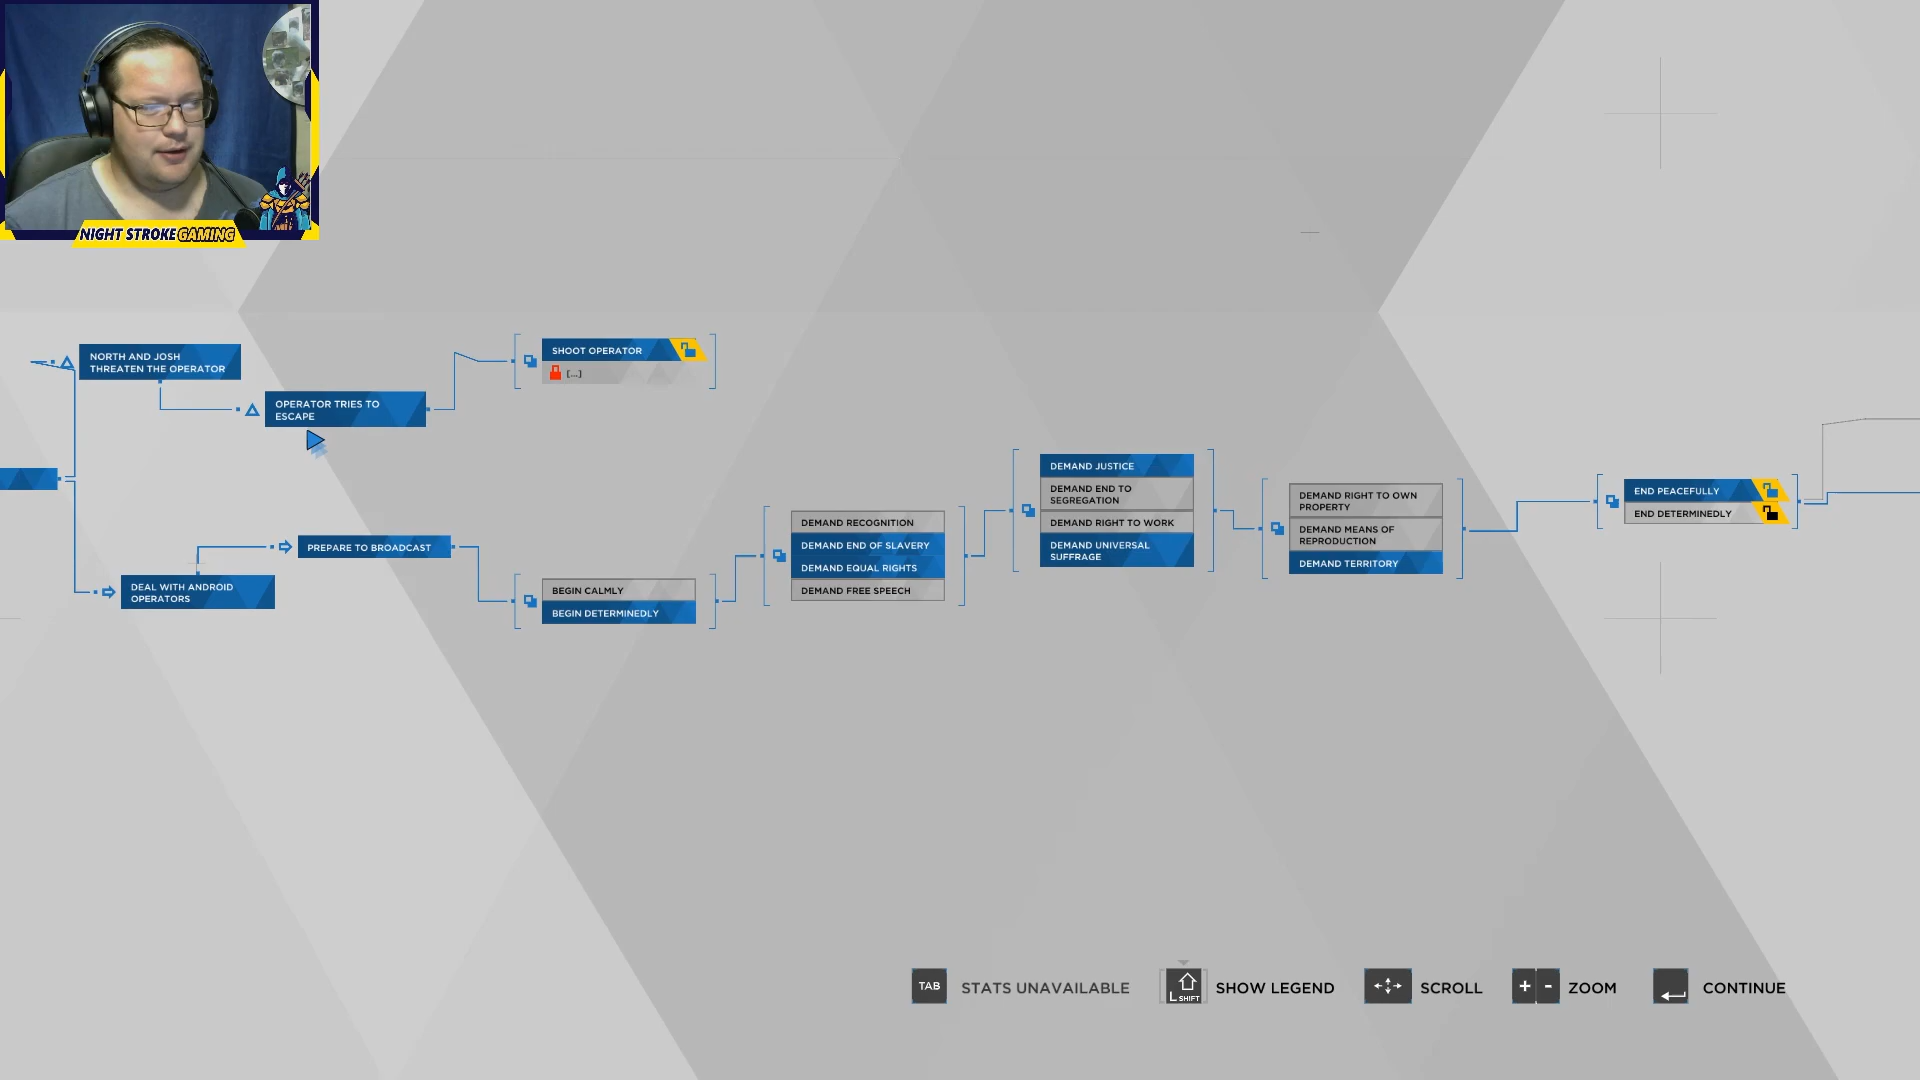 NIGHT STROKE GAMING
NORTH AND JOSH
THREATEN THE OPERATOR
OPERATOR TRIES TO
ESCAPE
SHOOT OPERATOR
[...]
DEAL WITH ANDROID
OPERATORS
PREPARE TO BROADCAST
BEGIN CALMLY
BEGIN DETERMINEDLY
DEMAND RECOGNITION
DEMAND END OF SLAVERY
DEMAND EQUAL RIGHTS
DEMAND FREE SPEECH
DEMAND JUSTICE
DEMAND END TO
SEGREGATION
DEMAND RIGHT TO WORK
DEMAND UNIVERSAL
SUFFRAGE
DEMAND RIGHT TO OWN
PROPERTY
DEMAND MEANS OF
REPRODUCTION
DEMAND TERRITORY
END PEACEFULLY
END DETERMINEDLY
TAB STATS UNAVAILABLE L SHIFT SHOW LEGEND SCROLL + - ZOOM CONTINUE